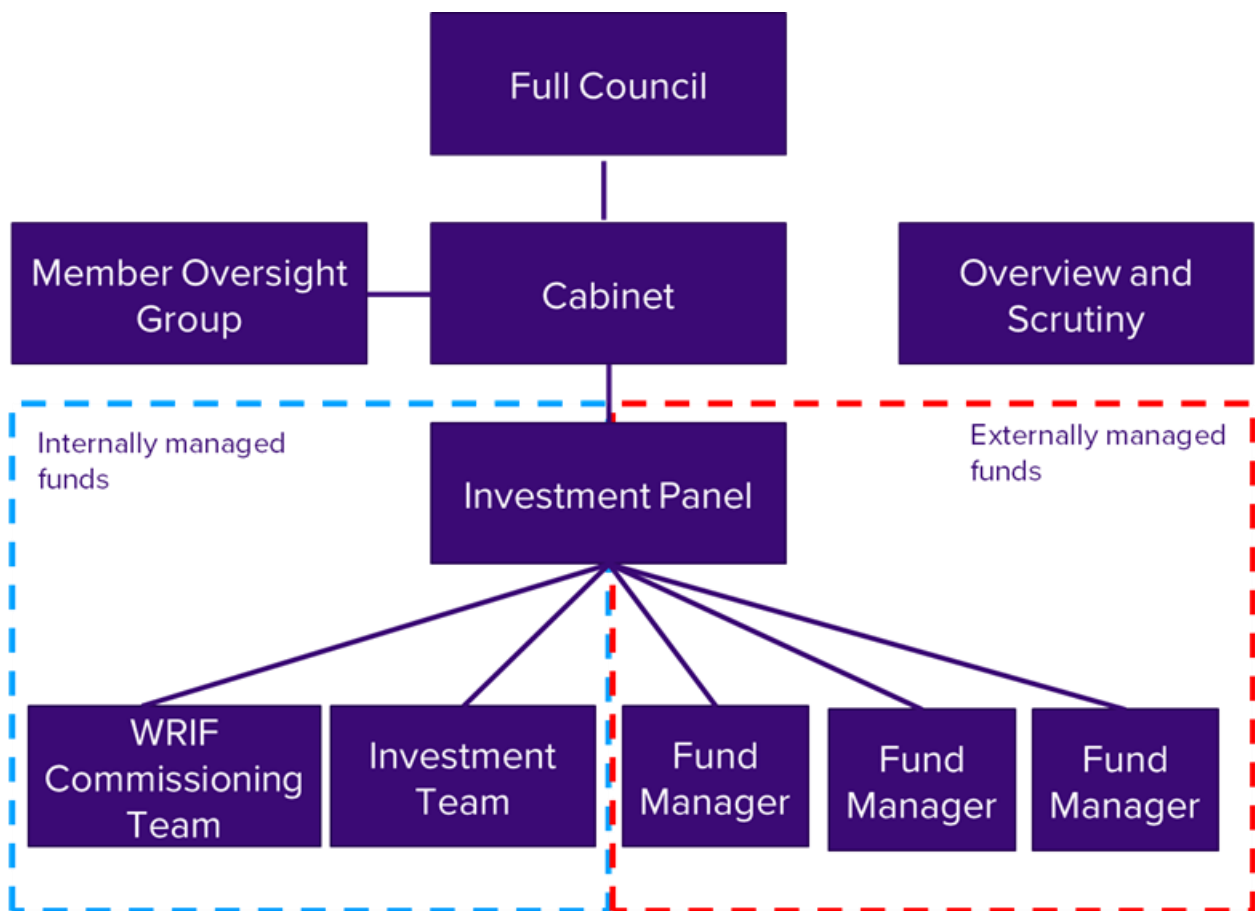 Full Council
Member Oversight
Group
Cabinet
Overview and
Scrutiny
Internally managed
funds
Externally managed
funds
Investment Panel
WRIF
Commissioning
Team
Investment
Team
Fund
Manager
Fund
Manager
Fund
Manager